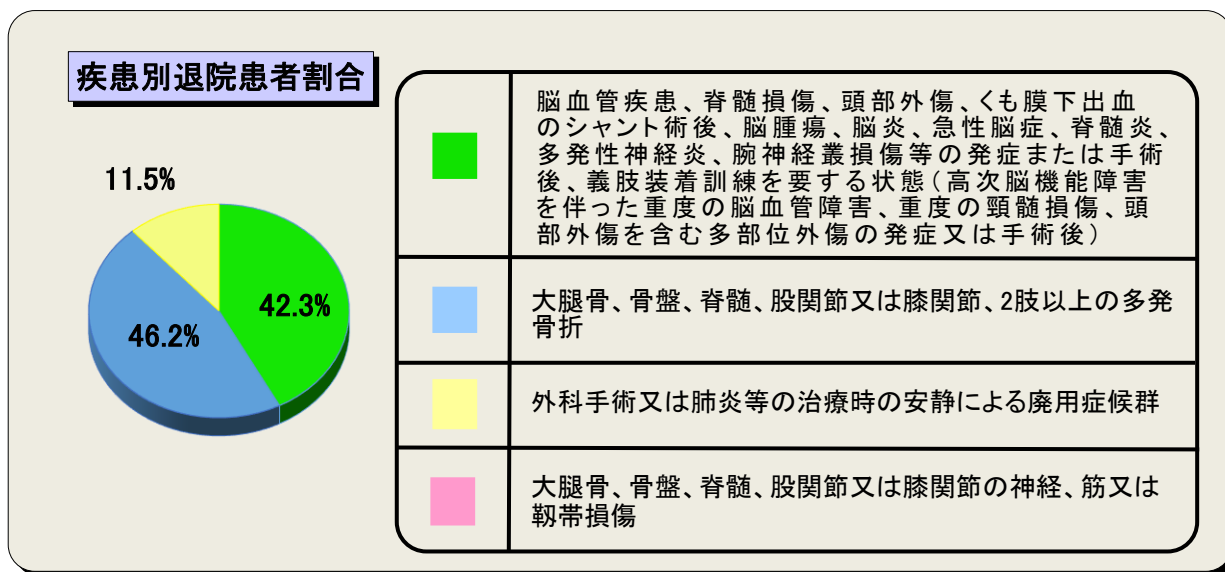 疾患別退院患者割合
11.5%
42.3%
46.2%
脳血管疾患、脊髄損傷、頭部外傷、くも膜下出血
のシャント術後、脳腫瘍、脳炎、急性脳症、脊髄炎、
多発性神経炎、腕神経叢損傷等の発症または手術
後、義肢装着訓練を要する状態(高次脳機能障害
を伴った重度の脳血管障害、重度の頸髄損傷、頭
部外傷を含む多部位外傷の発症又は手術後)
大腿骨、骨盤、脊髄、股関節又は膝関節、2肢以上の多発
骨折
外科手術又は肺炎等の治療時の安静による廃用症候群
大腿骨、骨盤、脊髄、股関節又は膝関節の神経、筋又は
靱帯損傷